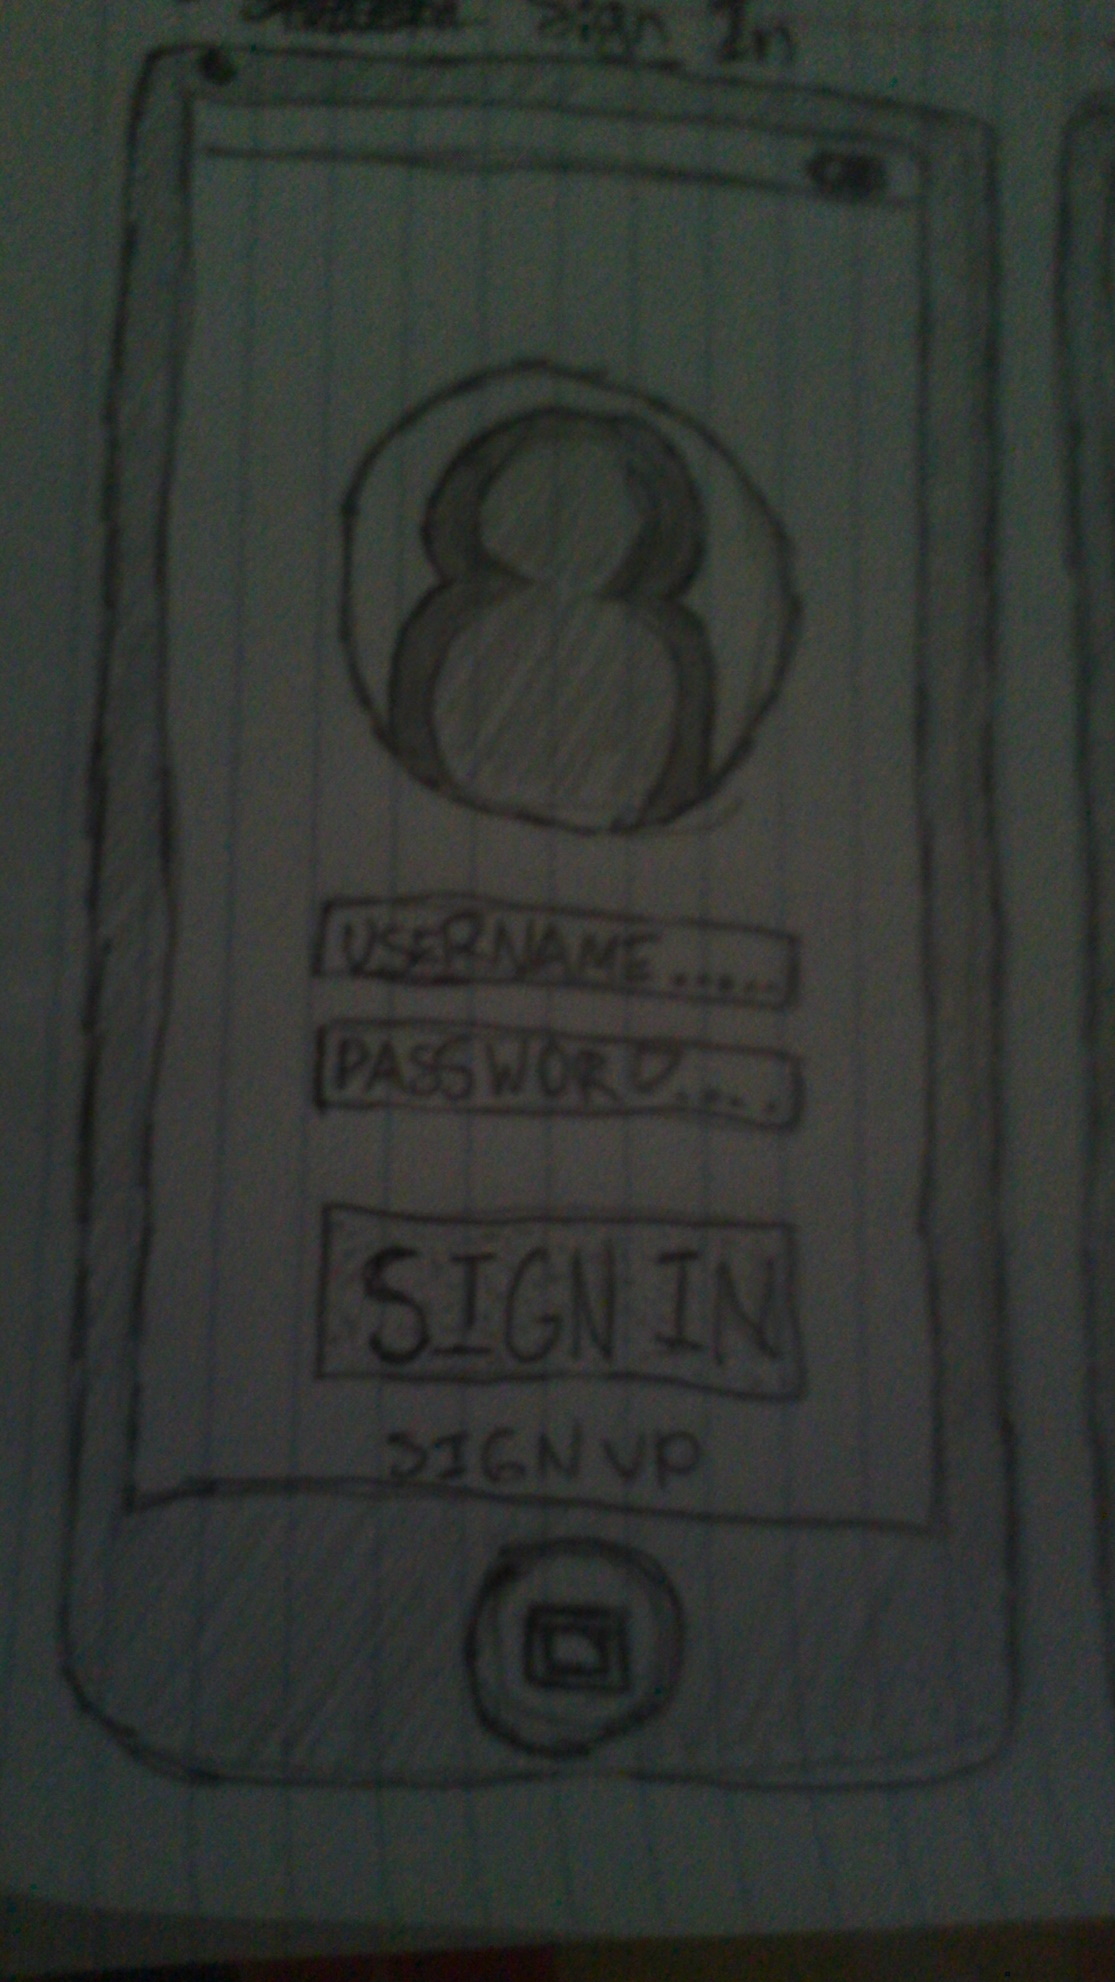 Sign In
USERNAME......
PASSWORD.....
SIGN IN
SIGN UP